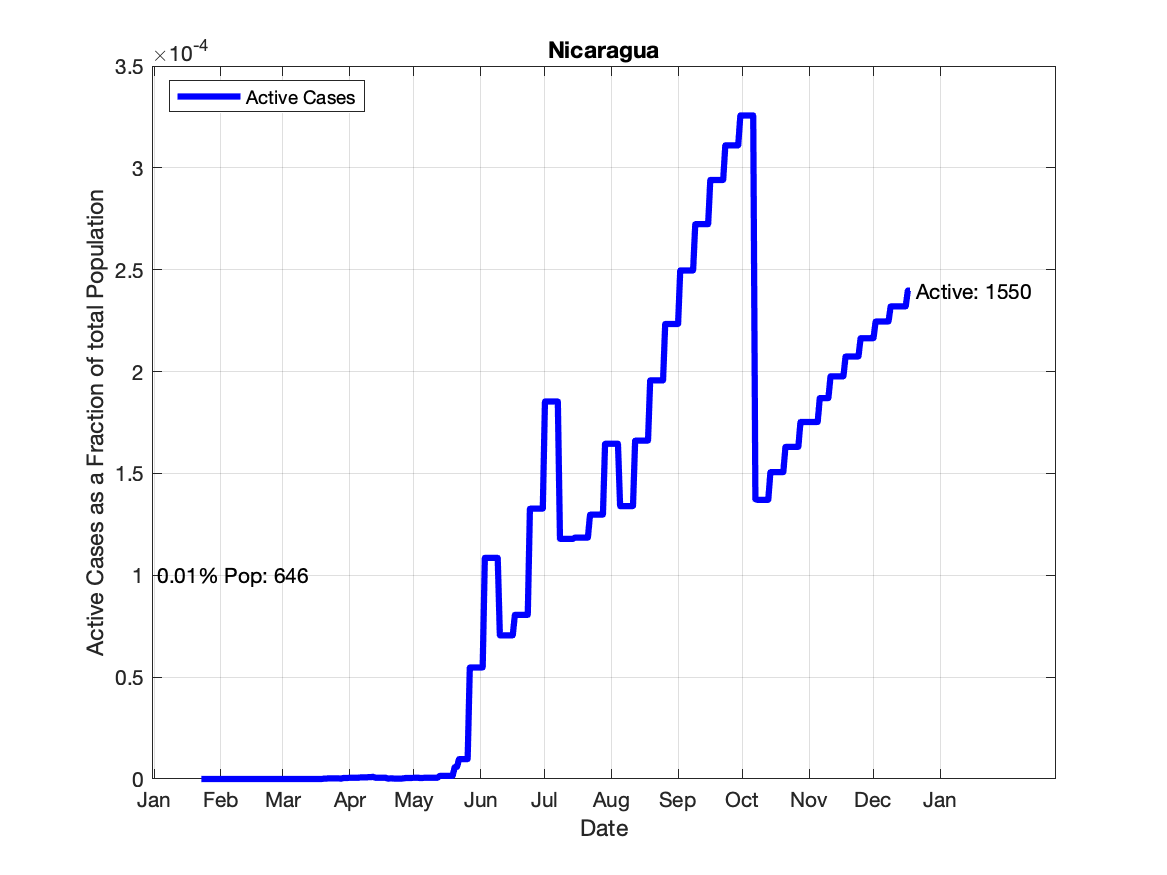 Nicaragua
×10-4
Active Cases
3.5
3
2.5
2
1.5
1
0.5
0
Active Cases as a Fraction of total Population
0.01% Pop: 646
Active: 1550
Jan Feb Mar Apr May Jun Jul Aug Sep Oct Nov Dec Jan
Date